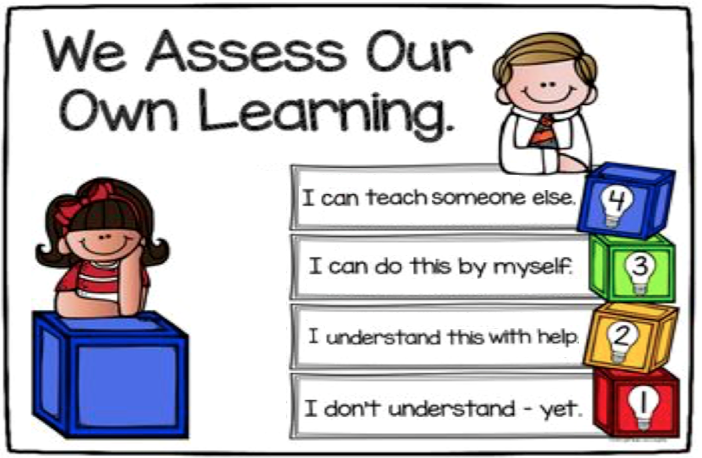 We Assess Our
Own Learning.
I can teach someone else.
4
I can do this by myself.
3
I understand this with help.
2
I don't understand - yet.
1